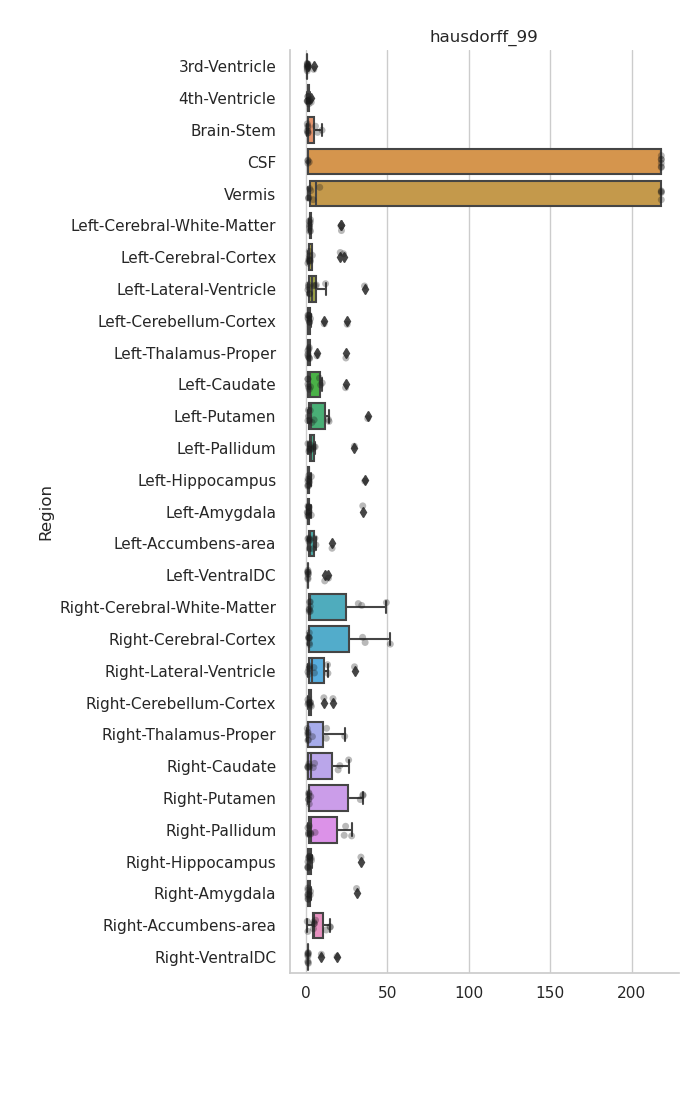 hausdorff_99
3rd-Ventricle
4th-Ventricle
Brain-Stem
CSF
Vermis
Left-Cerebral-White-Matter
Left-Cerebral-Cortex
Left-Lateral-Ventricle
Left-Cerebellum-Cortex
Left-Thalamus-Proper
Left-Caudate
Left-Putamen
Left-Pallidum
Left-Hippocampus
Left-Amygdala
Left-Accumbens-area
Left-VentralDC
Right-Cerebral-White-Matter
Right-Cerebral-Cortex
Right-Lateral-Ventricle
Right-Cerebellum-Cortex
Right-Thalamus-Proper
Right-Caudate
Right-Putamen
Right-Pallidum
Right-Hippocampus
Right-Amygdala
Right-Accumbens-area
Right-VentralDC
Region
0 50 100 150 200